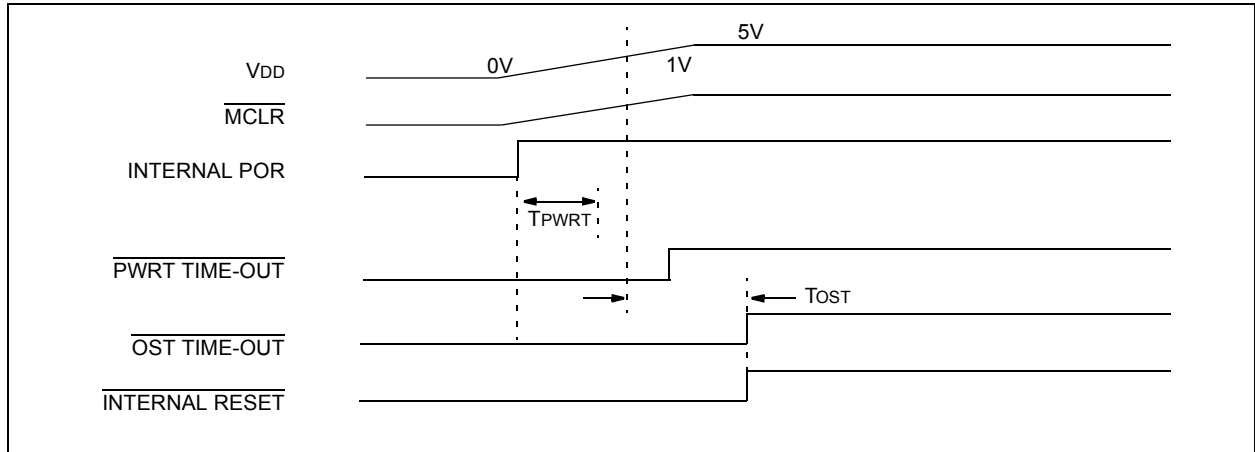 5V
0V
1V
VDD
MCLR
INTERNAL POR
TPWRT
PWRT TIME-OUT
TOST
OST TIME-OUT
INTERNAL RESET